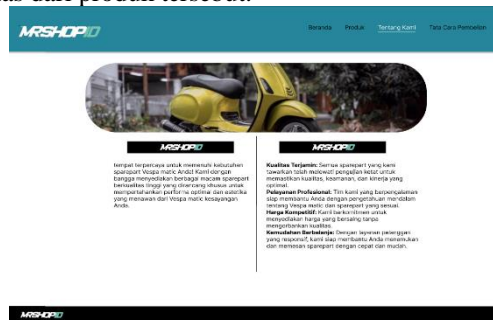 MRSHOPID
Beranda Produk Tentang Kami Tata Cara Pembelian
MRSHOPID
tempat terpercaya untuk memenuhi kebutuhan
sparepart Vespa matic Anda! Kami dengan
bangga menyediakan berbagai macam sparepart
berkualitas tinggi yang dirancang khusus untuk
mempertahankan performa optimal dan estetika
yang menawan dari Vespa matic kesayangan
Anda.
MRSHOPID
Kualitas Terjamin: Semua sparepart yang kami
tawarkan telah melewati pengujian ketat untuk
memastikan kualitas, keamanan, dan kinerja yang
optimal.
Pelayanan Profesional: Tim kami yang berpengalaman
siap membantu Anda dengan pengetahuan mendalam
tentang Vespa matic dan sparepart yang sesuai.
Harga Kompetitif: Kami berkomitmen untuk
menyediakan harga yang bersaing tanpa
mengorbankan kualitas.
Kemudahan Berbelanja: Dengan layanan pelanggan
yang responsif, kami siap membantu Anda menemukan
dan memesan sparepart dengan cepat dan mudah.
MRSHOPID